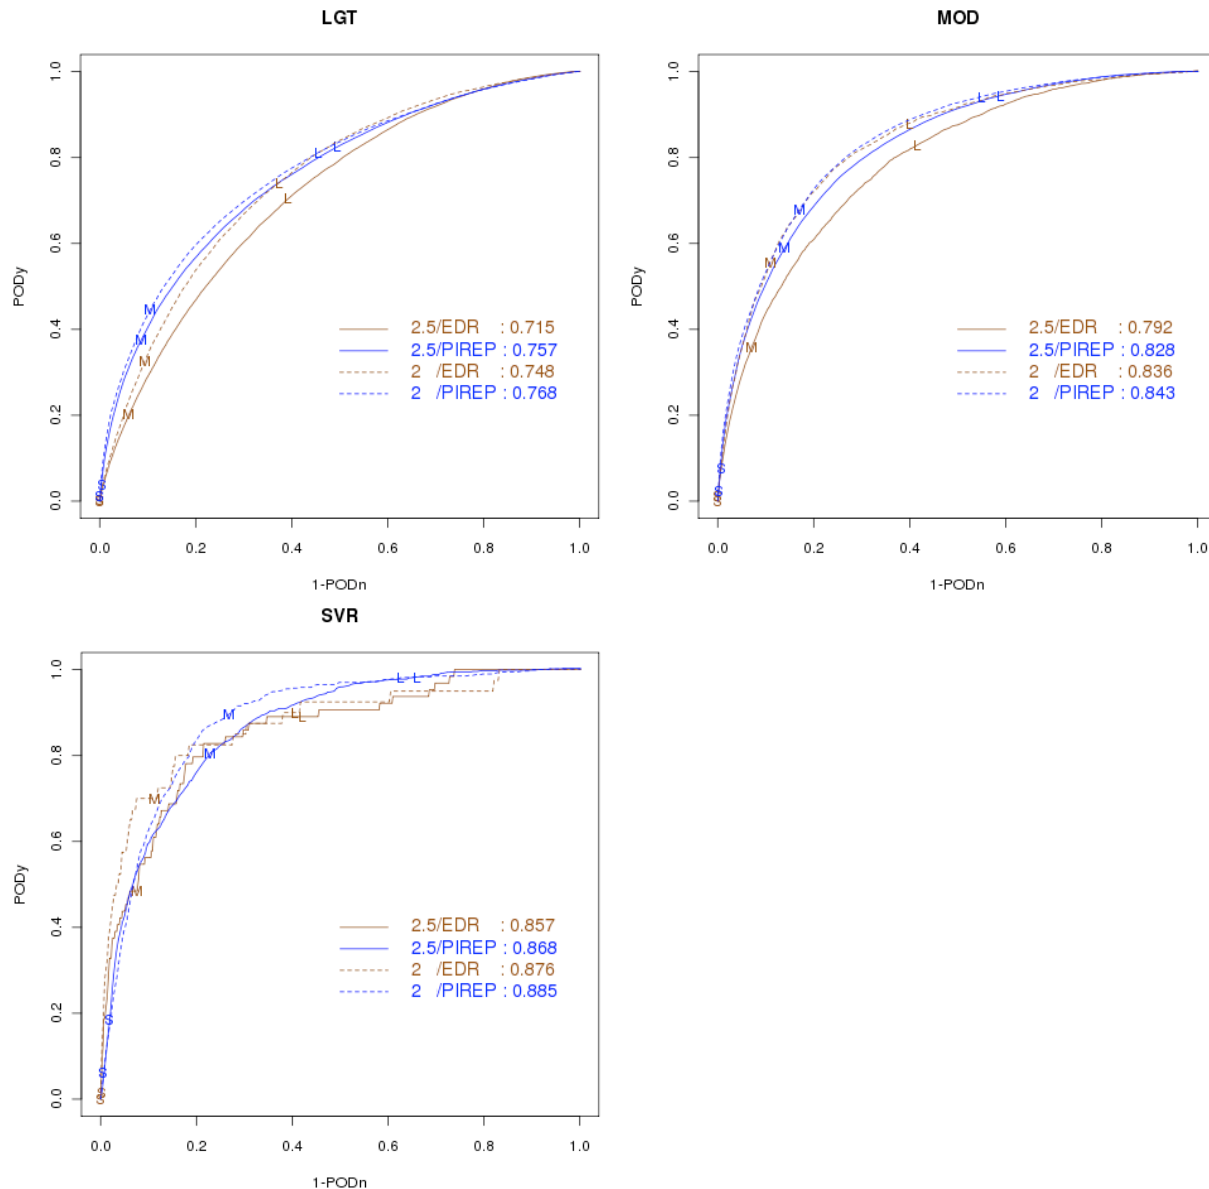 LGT
1.0
0.8
0.6
0.4
0.2
0.0
PODy
M
M
M
M
L
L
L
L
S
S
S
2.5/EDR : 0.715
2.5/PIREP : 0.757
2 /EDR : 0.748
2 /PIREP : 0.768
0.0 0.2 0.4 0.6 0.8 1.0
1-PODn
MOD
1.0
0.8
0.6
0.4
0.2
0.0
PODy
L
L
L
L
M
M
M
M
S
S
S
S
2.5/EDR : 0.792
2.5/PIREP : 0.828
2 /EDR : 0.836
2 /PIREP : 0.843
0.0 0.2 0.4 0.6 0.8 1.0
1-PODn
SVR
1.0
0.8
0.6
0.4
0.2
0.0
PODy
L L
M
L L
M
M
M
S
S
S
S
2.5/EDR : 0.857
2.5/PIREP : 0.868
2 /EDR : 0.876
2 /PIREP : 0.885
0.0 0.2 0.4 0.6 0.8 1.0
1-PODn